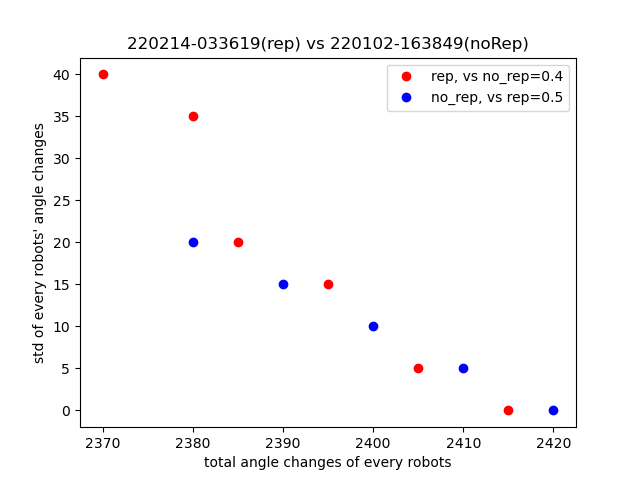 220214-033619(rep) vs 220102-163849(noRep)
rep, vs no_rep=0.4
no_rep, vs rep=0.5
std of every robots' angle changes
40
35
30
25
20
15
10
5
0
2370 2380 2390 2400 2410 2420
total angle changes of every robots